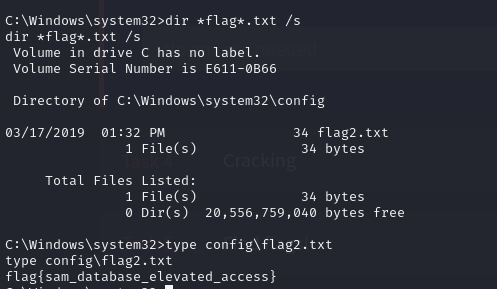 C:\Windows\system32>dir *flag*.txt /s
dir *flag*.txt /s
 Volume in drive C has no label.
 Volume Serial Number is E611-0B66

 Directory of C:\Windows\system32\config

03/17/2019  01:32 PM                34 flag2.txt
               1 File(s)             34 bytes
Cracking

     Total Files Listed:
               1 File(s)             34 bytes
               0 Dir(s)  20,556,759,040 bytes free

C:\Windows\system32>type config\flag2.txt
type config\flag2.txt
flag{sam_database_elevated_access}